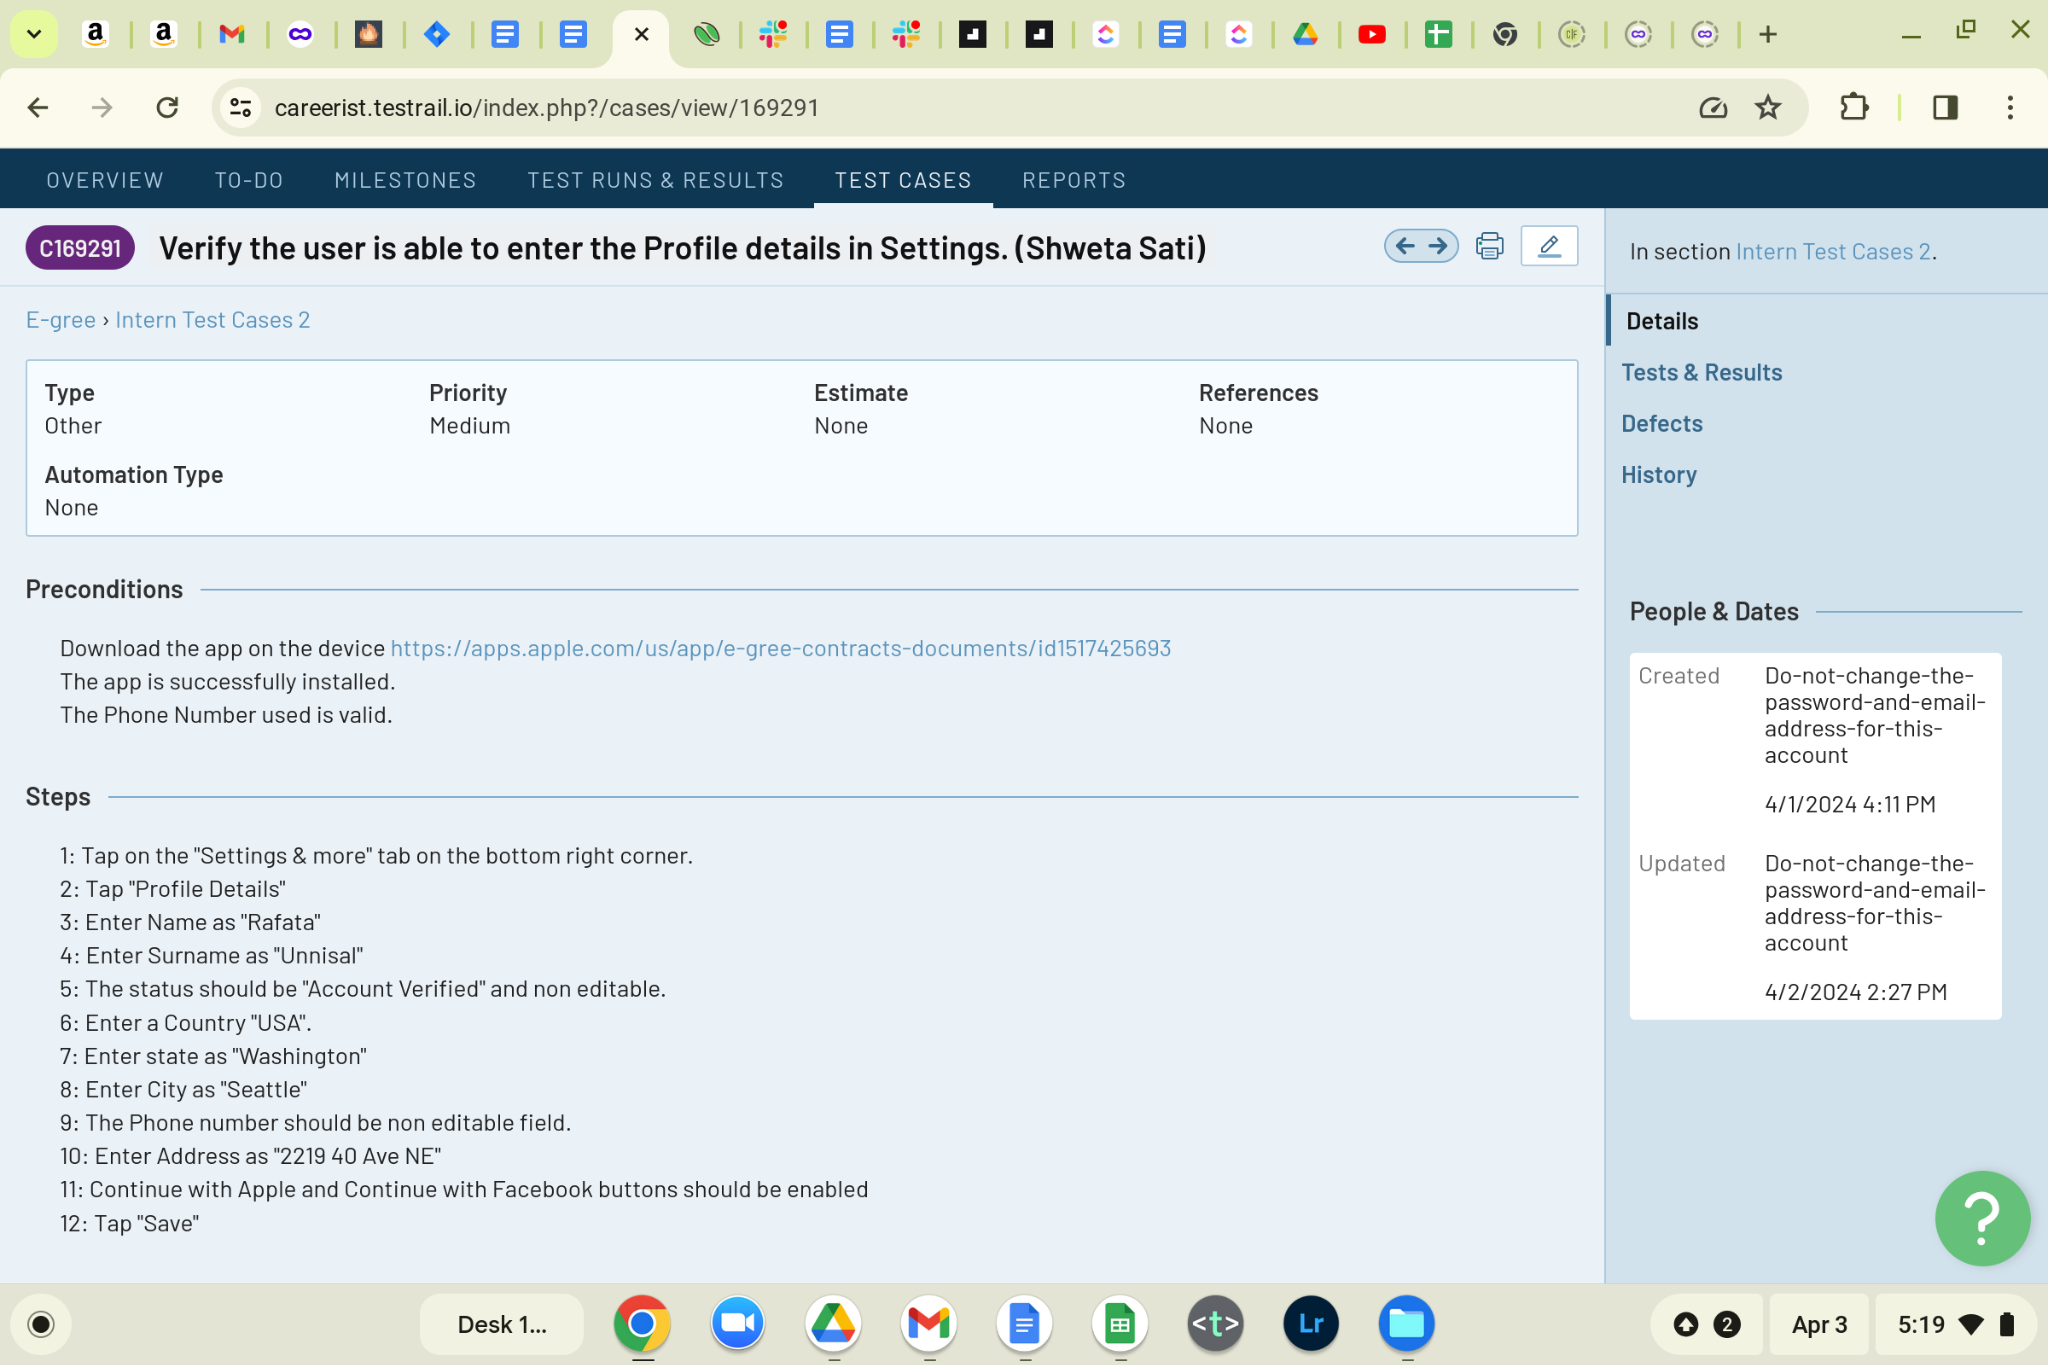 careerist.testrail.io/index.php?/cases/view/169291
OVERVIEW TO-DO MILESTONES TEST RUNS & RESULTS TEST CASES REPORTS
C169291 Verify the user is able to enter the Profile details in Settings. (Shweta Sati)
E-gree › Intern Test Cases 2
Type Priority Estimate References
Other Medium None None
Automation Type
None
Preconditions
Download the app on the device https://apps.apple.com/us/app/e-gree-contracts-documents/id1517425693
The app is successfully installed.
The Phone Number used is valid.
Steps
1: Tap on the "Settings & more" tab on the bottom right corner.
2: Tap "Profile Details"
3: Enter Name as "Rafata"
4: Enter Surname as "Unnisal"
5: The status should be "Account Verified" and non editable.
6: Enter a Country "USA".
7: Enter state as "Washington"
8: Enter City as "Seattle"
9: The Phone number should be non editable field.
10: Enter Address as "2219 40 Ave NE"
11: Continue with Apple and Continue with Facebook buttons should be enabled
12: Tap "Save"
In section Intern Test Cases 2.
Details
Tests & Results
Defects
History
People & Dates
Created Do-not-change-the-
password-and-email-
address-for-this-
account
4/1/2024 4:11 PM
Updated Do-not-change-the-
password-and-email-
address-for-this-
account
4/2/2024 2:27 PM
?
Desk 1... <t> Lr 2 Apr 3 5:19